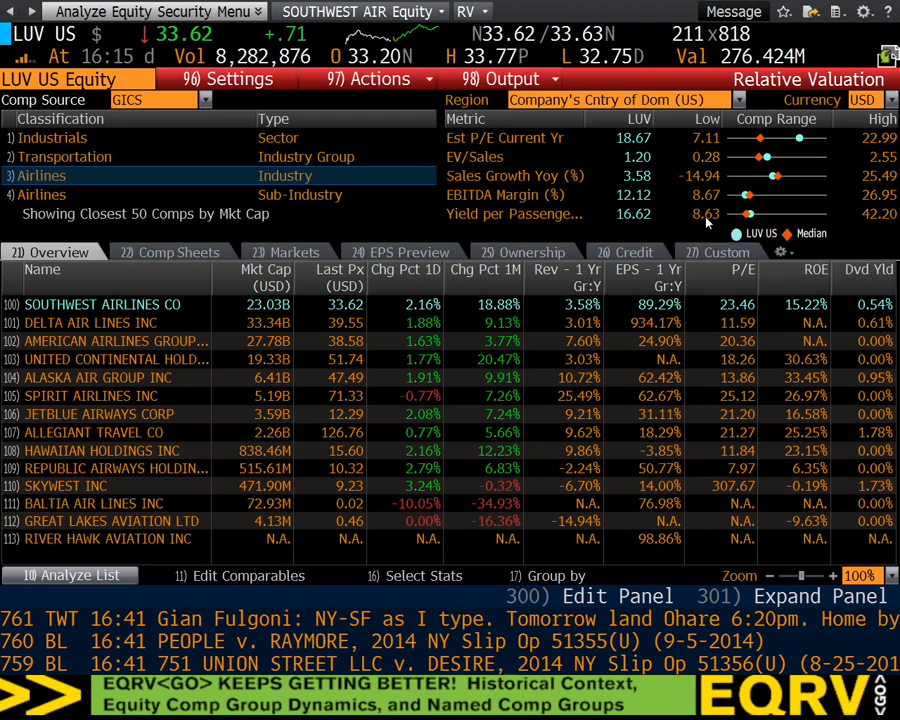 Analyze Equity Security Menu SOUTHWEST AIR Equity RV Message
LUV US $ ↓ 33.62 +.71 N33.62 /33.63N 211x818
At 16:15 d Vol 8,282,876 O 33.20N H 33.77P L 32.75D Val 276.424M
LUV US Equity 96) Settings 97) Actions 98) Output Relative Valuation
Comp Source GICS Region Company's Cntry of Dom (US) Currency USD
Classification Type Metric LUV Low Comp Range High
1) Industrials Sector Est P/E Current Yr 18.67 7.11 22.99
2) Transportation Industry Group EV/Sales 1.20 0.28 2.55
3) Airlines Industry Sales Growth Yoy (%) 3.58 -14.94 25.49
4) Airlines Sub-Industry EBITDA Margin (%) 12.12 8.67 26.95
Showing Closest 50 Comps by Mkt Cap Yield per Passenge... 16.62 8.63 42.20
LUV US Median
21) Overview 22) Comp Sheets 23) Markets 24) EPS Preview 25) Ownership 26) Credit 27) Custom
Name Mkt Cap Last Px Chg Pct 1D Chg Pct 1M Rev - 1 Yr EPS - 1 Yr P/E ROE Dvd Yld
(USD) (USD) Gr:Y Gr:Y
100) SOUTHWEST AIRLINES CO 23.03B 33.62 2.16% 18.88% 3.58% 89.29% 23.46 15.22% 0.54%
101) DELTA AIR LINES INC 33.34B 39.55 1.88% 9.13% 3.01% 934.17% 11.59 N.A. 0.61%
102) AMERICAN AIRLINES GROUP... 27.78B 38.58 1.63% 3.77% 7.60% 24.90% 20.36 N.A. 0.00%
103) UNITED CONTINENTAL HOLD... 19.33B 51.74 1.77% 20.47% 3.03% N.A. 18.26 30.63% 0.00%
104) ALASKA AIR GROUP INC 6.41B 47.49 1.91% 9.91% 10.72% 62.42% 13.86 33.45% 0.95%
105) SPIRIT AIRLINES INC 5.19B 71.33 -0.77% 7.26% 25.49% 62.67% 25.12 26.97% 0.00%
106) JETBLUE AIRWAYS CORP 3.59B 12.29 2.08% 7.24% 9.21% 31.11% 21.20 16.58% 0.00%
107) ALLEGIANT TRAVEL CO 2.26B 126.76 0.77% 5.66% 9.62% 18.29% 21.27 25.25% 1.78%
108) HAWAIIAN HOLDINGS INC 838.46M 15.60 2.16% 12.23% 9.86% -3.85% 11.84 23.15% 0.00%
109) REPUBLIC AIRWAYS HOLDIN... 515.61M 10.32 2.79% 6.83% -2.24% 50.77% 7.97 6.35% 0.00%
110) SKYWEST INC 471.90M 9.23 3.24% -0.32% -6.70% 14.00% 307.67 -0.19% 1.73%
111) BALTIA AIR LINES INC 72.93M 0.02 -10.05% -34.93% N.A. 76.98% N.A. N.A. 0.00%
112) GREAT LAKES AVIATION LTD 4.13M 0.46 0.00% -16.36% -14.94% N.A. N.A. -9.63% 0.00%
113) RIVER HAWK AVIATION INC N.A. N.A. N.A. 98.86% N.A. N.A. N.A.
10) Analyze List 11) Edit Comparables 16) Select Stats 17) Group by Zoom − + 100%
300) Edit Panel 301) Expand Panel
761 TWT 16:41 Gian Fulgoni: NY-SF as I type. Tomorrow land Ohare 6:20pm. Home by
760 BL 16:41 PEOPLE v. RAYMORE, 2014 NY Slip Op 51355(U) (9-5-2014)
759 BL 16:41 751 UNION STREET LLC v. DESIRE, 2014 NY Slip Op 51356(U) (8-25-201
EQRV<GO> KEEPS GETTING BETTER! Historical Context,
Equity Comp Group Dynamics, and Named Comp Groups
EQRV <GO>